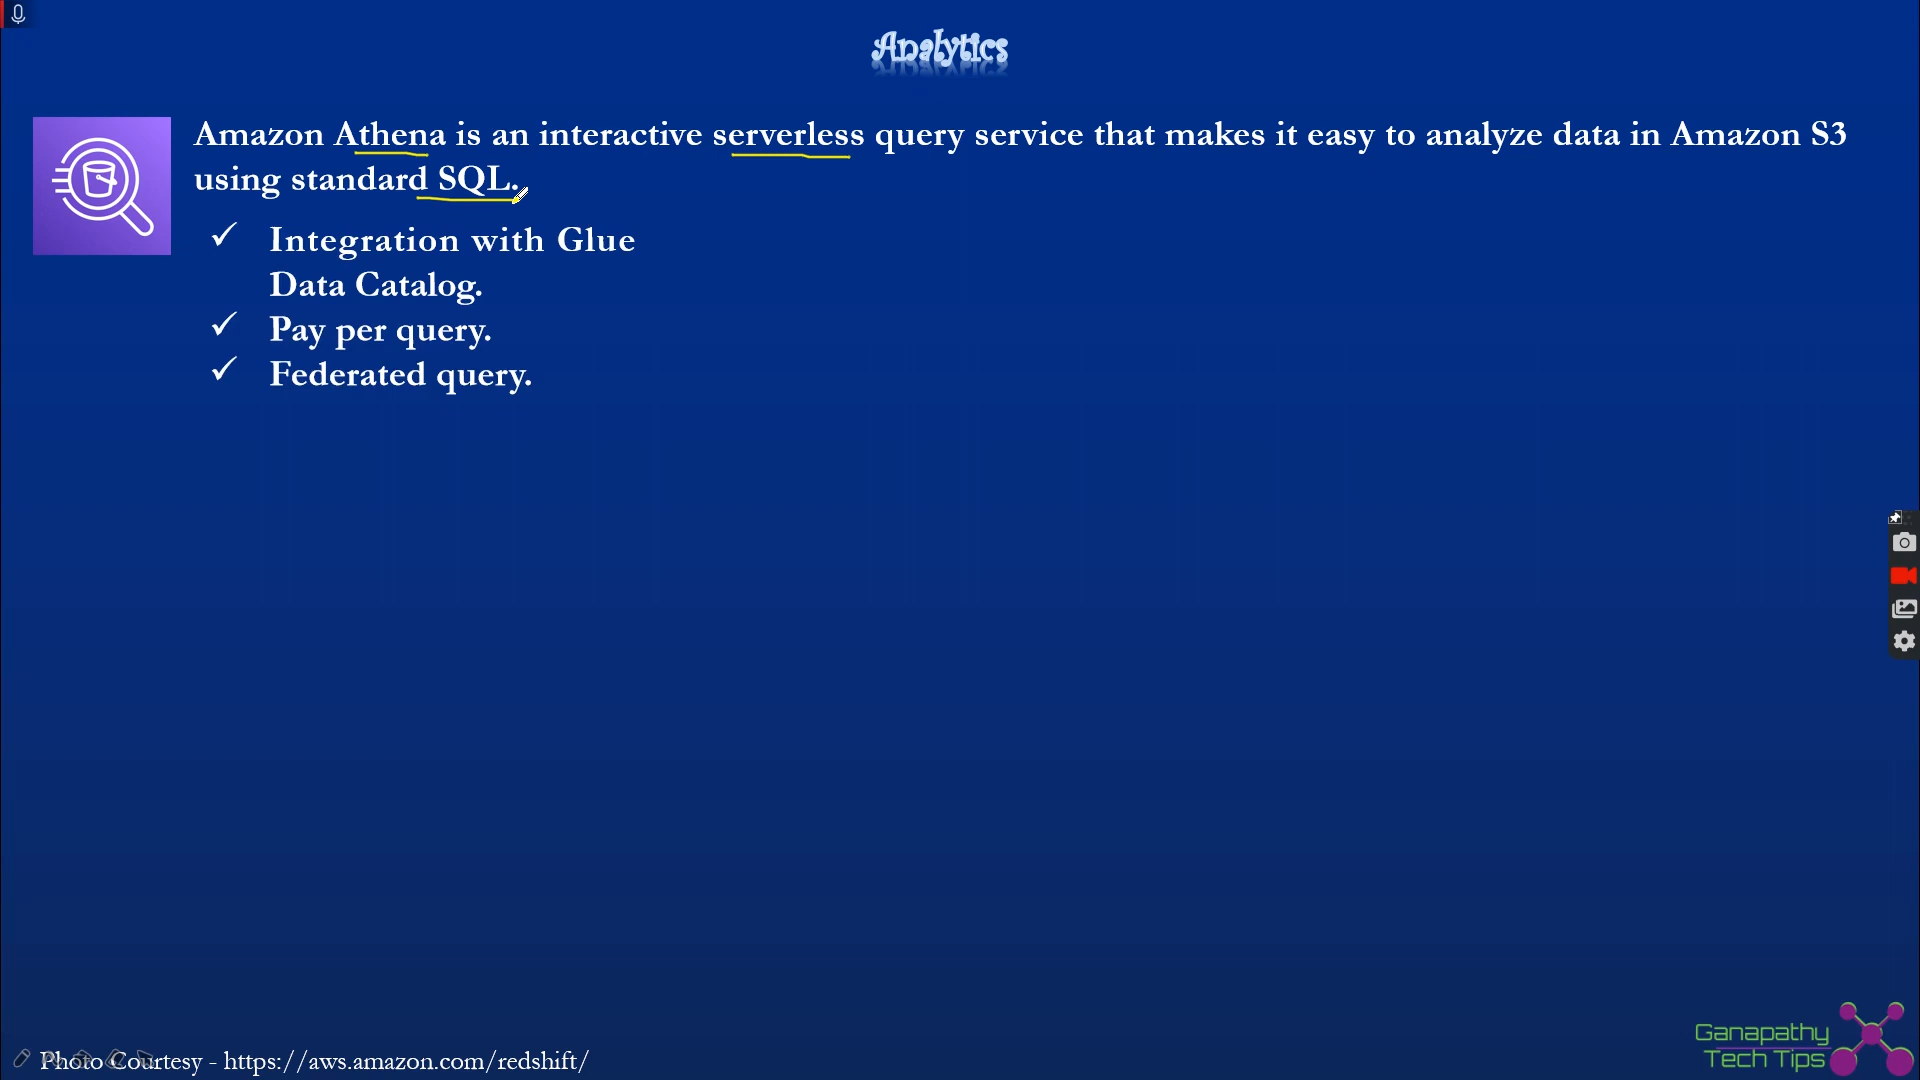 Analytics
Amazon Athena is an interactive serverless query service that makes it easy to analyze data in Amazon S3
using standard SQL.
✓ Integration with Glue
Data Catalog.
✓ Pay per query.
✓ Federated query.
Photo Courtesy - https://aws.amazon.com/redshift/
Ganapathy
Tech Tips